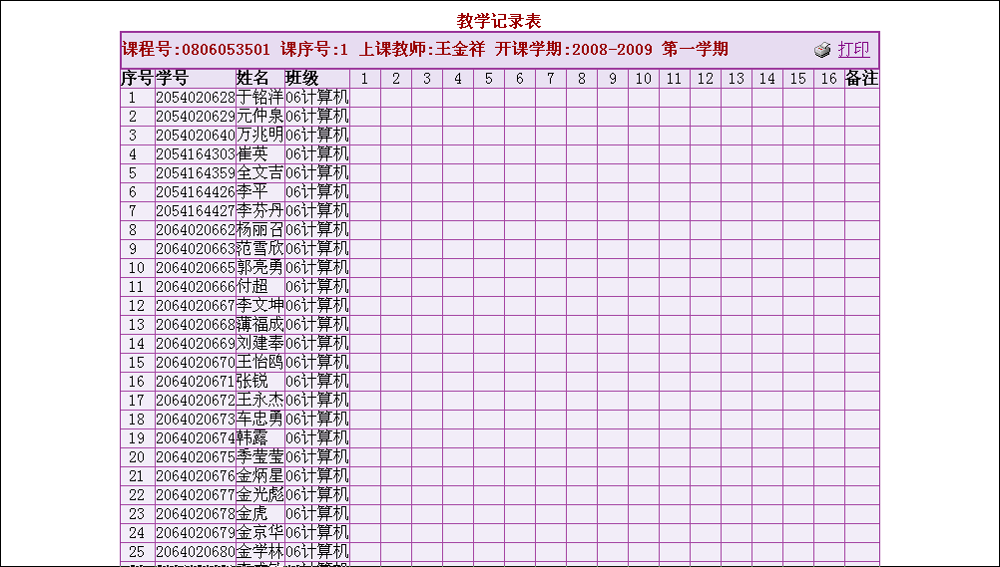 教学记录表
课程号:0806053501 课序号:1 上课教师:王金祥 开课学期:2008-2009 第一学期 打印
序号 学号 姓名 班级 1 2 3 4 5 6 7 8 9 10 11 12 13 14 15 16 备注
1 2054020628 于铭洋 06计算机
2 2054020629 元仲泉 06计算机
3 2054020640 万兆明 06计算机
4 2054164303 崔英 06计算机
5 2054164359 全文吉 06计算机
6 2054164426 李平 06计算机
7 2054164427 李芬丹 06计算机
8 2064020662 杨丽召 06计算机
9 2064020663 范雪欣 06计算机
10 2064020665 郭亮勇 06计算机
11 2064020666 付超 06计算机
12 2064020667 李文坤 06计算机
13 2064020668 薄福成 06计算机
14 2064020669 刘建奉 06计算机
15 2064020670 王怡鸥 06计算机
16 2064020671 张锐 06计算机
17 2064020672 王永杰 06计算机
18 2064020673 车忠勇 06计算机
19 2064020674 韩露 06计算机
20 2064020675 季莹莹 06计算机
21 2064020676 金炳星 06计算机
22 2064020677 金光彪 06计算机
23 2064020678 金虎 06计算机
24 2064020679 金京华 06计算机
25 2064020680 金学林 06计算机